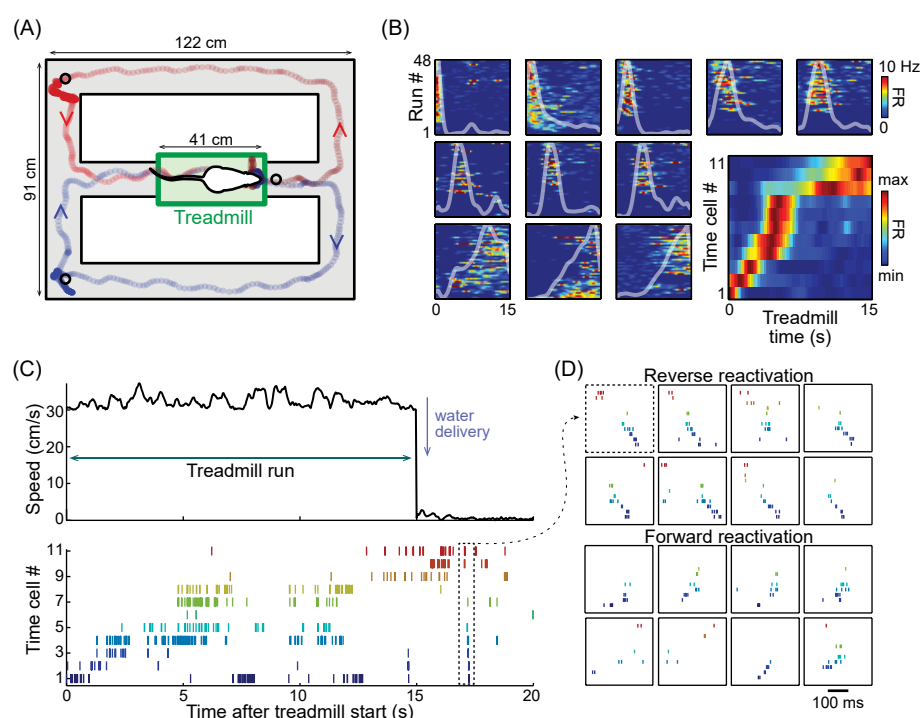 (A)
122 cm
91 cm
41 cm
Treadmill
(B)
48
Run #
1
10 Hz
FR
0
0
15
11
Time cell #
1
max
FR
min
0
15
Treadmill
time (s)
(C)
30
20
10
0
Speed (cm/s)
Treadmill run
water
delivery
11
9
7
5
3
1
Time cell #
0
5
10
15
20
Time after treadmill start (s)
(D)
Reverse reactivation
Forward reactivation
100 ms